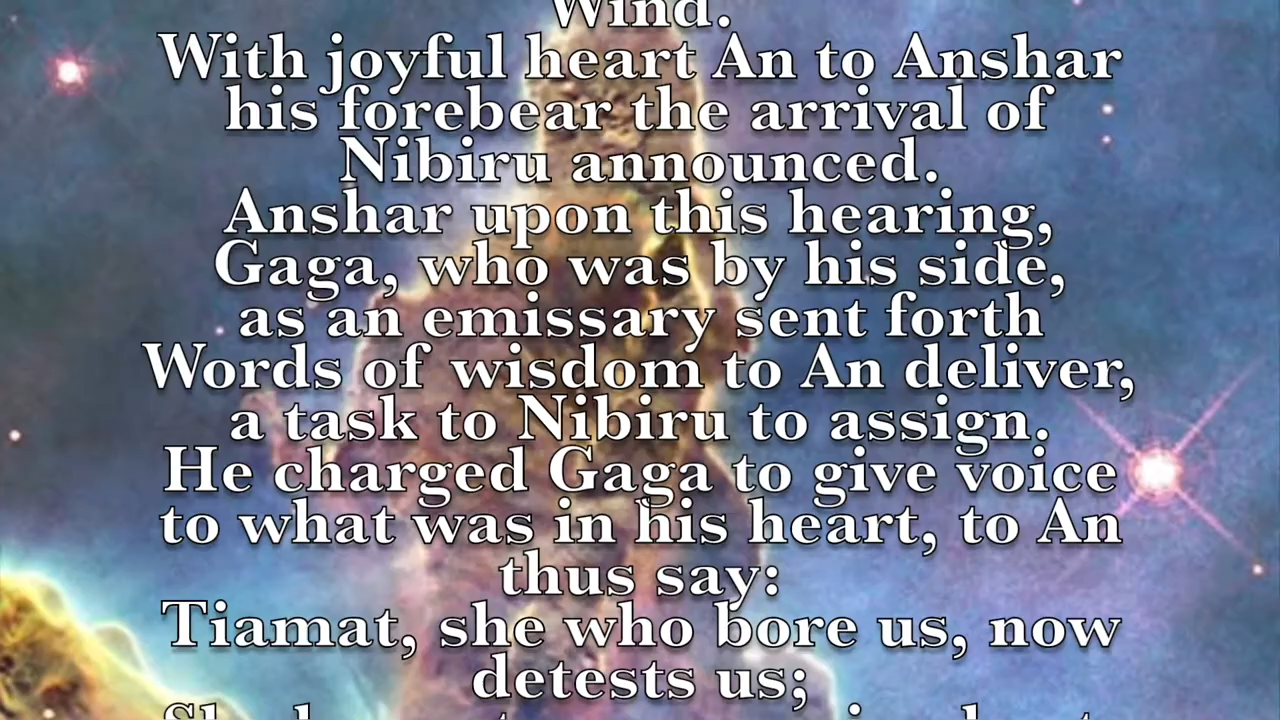 Wind.
With joyful heart An to Anshar
his forebear the arrival of
Nibiru announced.
Anshar upon this hearing,
Gaga, who was by his side,
as an emissary sent forth
Words of wisdom to An deliver,
a task to Nibiru to assign.
He charged Gaga to give voice
to what was in his heart, to An
thus say:
Tiamat, she who bore us, now
detests us;